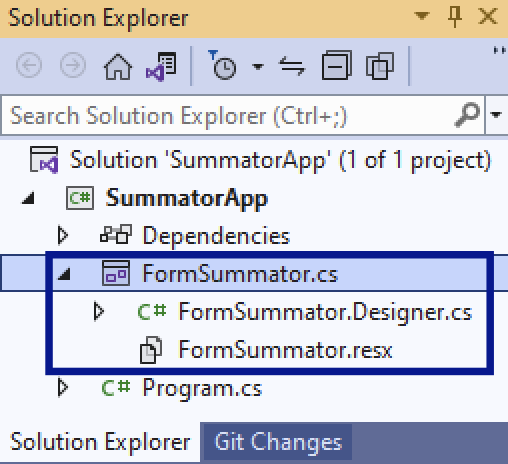 Solution Explorer
Search Solution Explorer (Ctrl+;)
Solution 'SummatorApp' (1 of 1 project)
C# SummatorApp
Dependencies
FormSummator.cs
C# FormSummator.Designer.cs
FormSummator.resx
C# Program.cs
Solution Explorer Git Changes